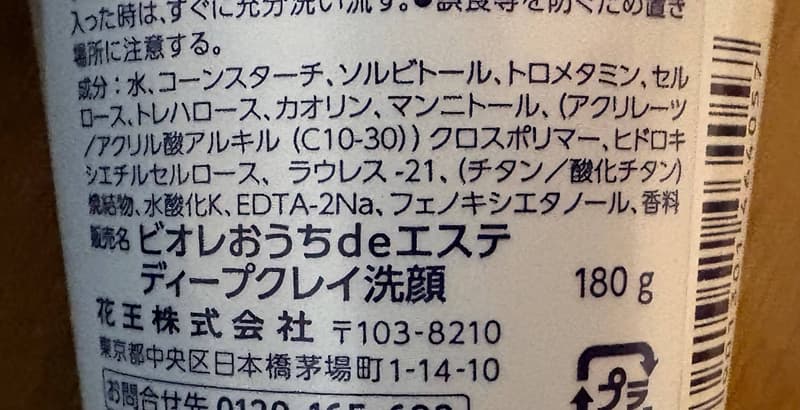 入った時は、すぐに充分洗い流す。●誤食等を防ぐため置き
場所に注意する。
成分:水、コーンスターチ、ソルビトール、トロメタミン、セル
ロース、トレハロース、カオリン、マンニトール、(アクリレーツ
/アクリル酸アルキル(C10-30))クロスポリマー、ヒドロキ
シエチルセルロース、ラウレス-21、(チタン/酸化チタン)
焼結物、水酸化K、EDTA-2Na、フェノキシエタノール、香料
販売名 ビオレおうちdeエステ
ディープクレイ洗顔 180g
花王株式会社 〒103-8210
東京都中央区日本橋茅場町1-14-10
お問合せ先 0120-165-692
プラ